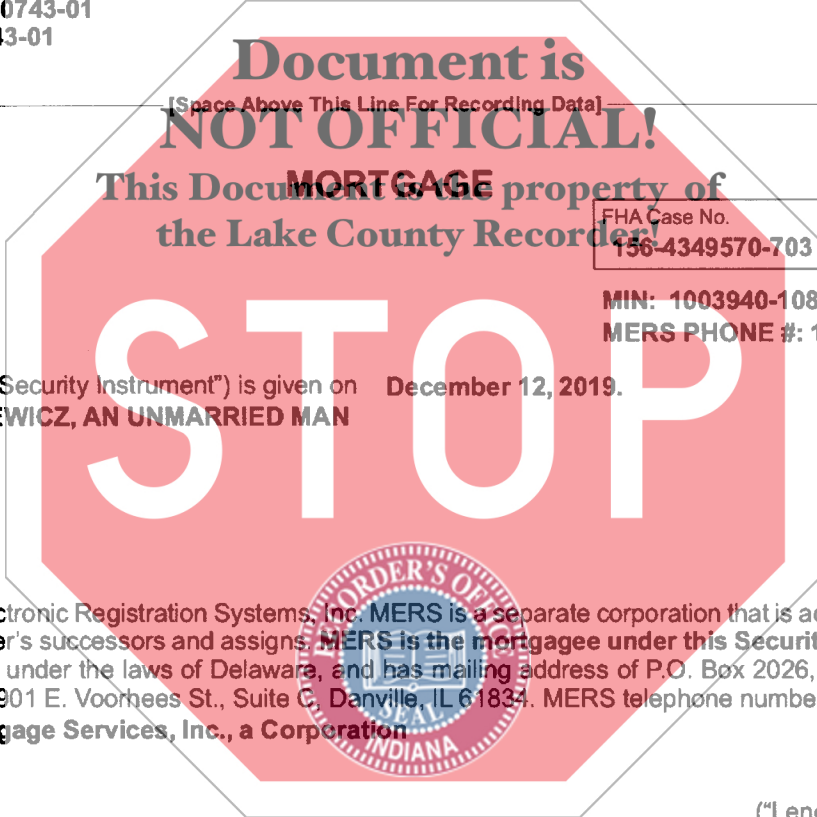 0743-01
3-01
Document is
[Space Above This Line For Recording Data]
NOT OFFICIAL!
MORTGAGE
This Document is the property of
the Lake County Recorder!
FHA Case No.
156-4349570-703
MIN: 1003940-108
MERS PHONE #: 1
STOP
Security Instrument") is given on December 12, 2019.
EWICZ, AN UNMARRIED MAN
RECORDER'S OFFICE
ctronic Registration Systems, Inc. MERS is a separate corporation that is ac
er's successors and assigns. MERS is the mortgagee under this Securit
under the laws of Delaware, and has mailing address of P.O. Box 2026,
901 E. Voorhees St., Suite C, Danville, IL 61834. MERS telephone numbe
SEAL
gage Services, Inc., a Corporation
INDIANA
("Lend